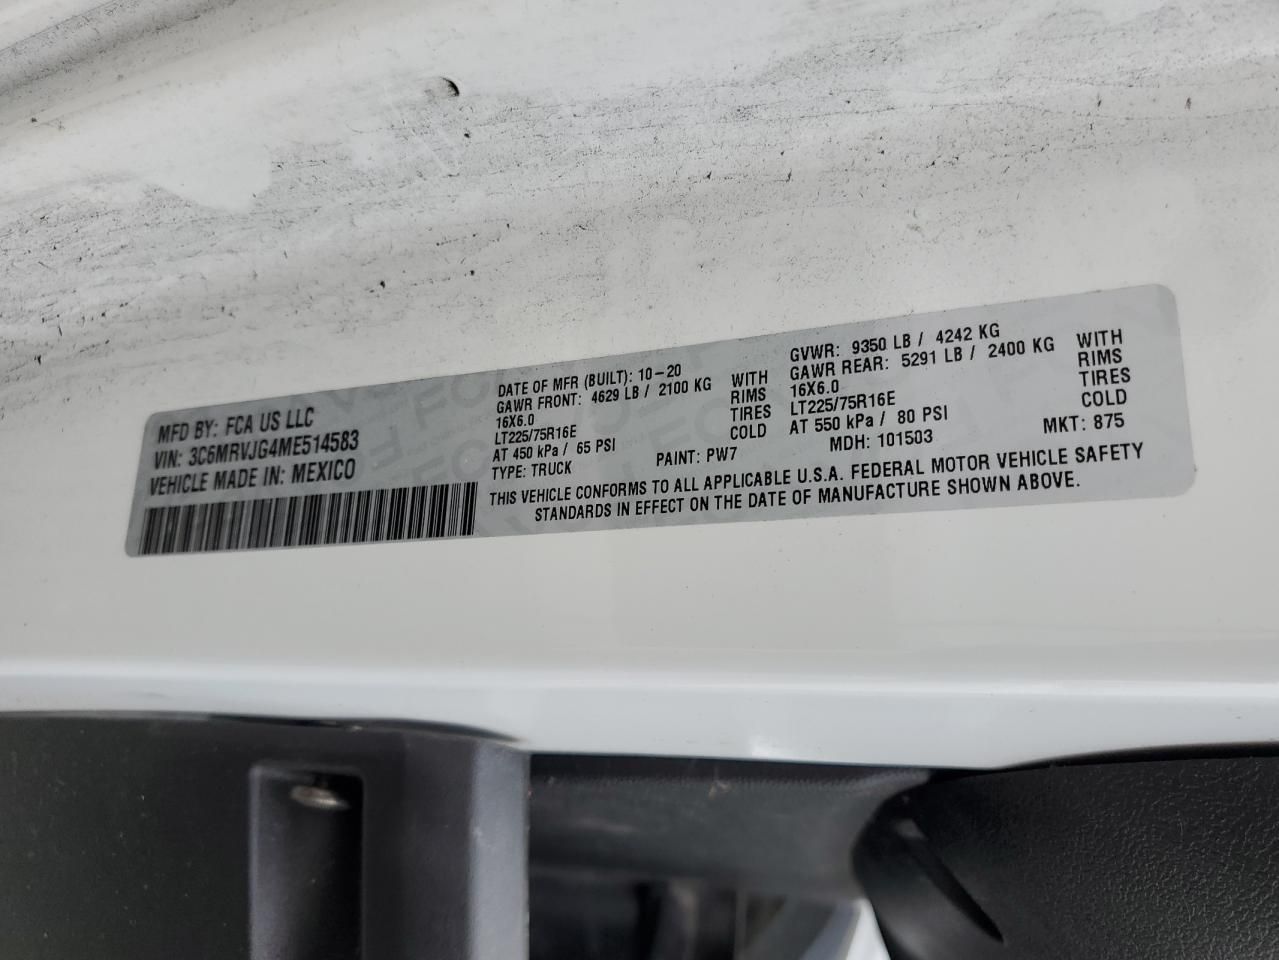 MFD BY: FCA US LLC
VIN: 3C6MRVJG4ME514583
VEHICLE MADE IN: MEXICO
DATE OF MFR (BUILT): 10-20
GAWR FRONT: 4629 LB / 2100 KG WITH
16X6.0 RIMS
LT225/75R16E TIRES
AT 450 kPa / 65 PSI COLD
TYPE: TRUCK PAINT: PW7
GVWR: 9350 LB / 4242 KG
GAWR REAR: 5291 LB / 2400 KG WITH
16X6.0 RIMS
LT225/75R16E TIRES
AT 550 kPa / 80 PSI COLD
MDH: 101503 MKT: 875
THIS VEHICLE CONFORMS TO ALL APPLICABLE U.S.A. FEDERAL MOTOR VEHICLE SAFETY
STANDARDS IN EFFECT ON THE DATE OF MANUFACTURE SHOWN ABOVE.